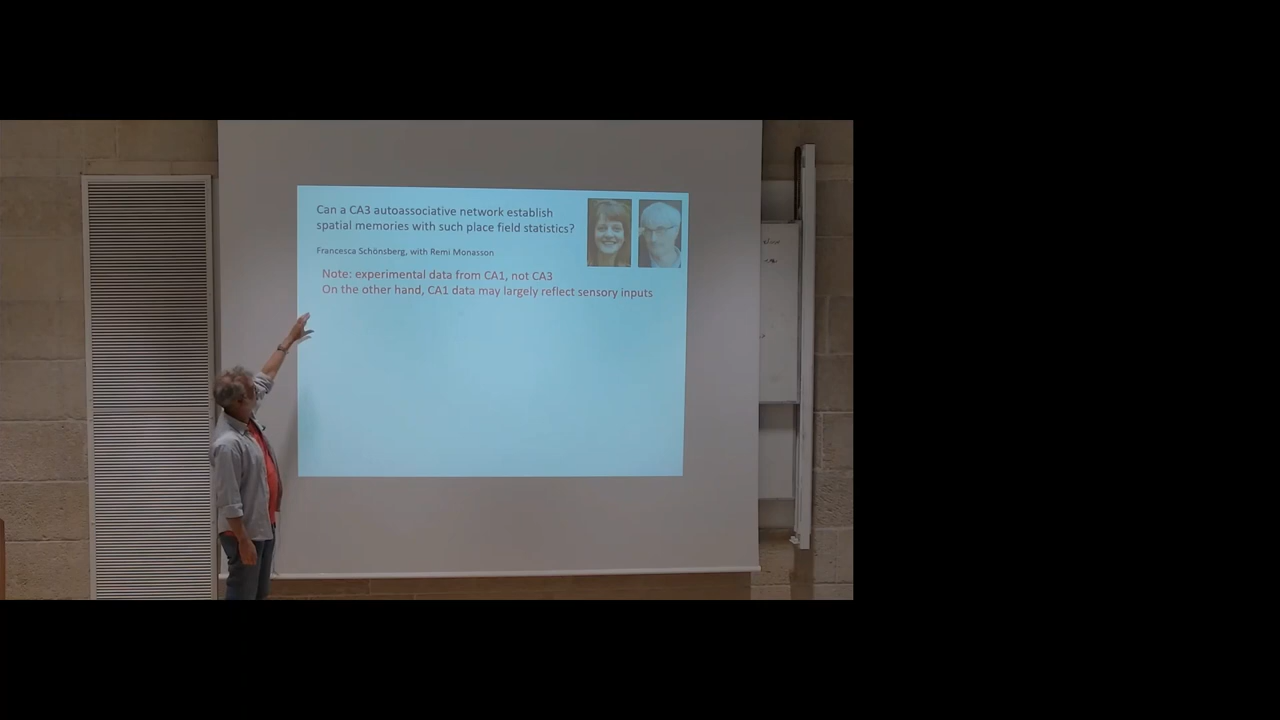 Can a CA3 autoassociative network establish
spatial memories with such place field statistics?
Francesca Schönsberg, with Remi Monasson
Note: experimental data from CA1, not CA3
On the other hand, CA1 data may largely reflect sensory inputs